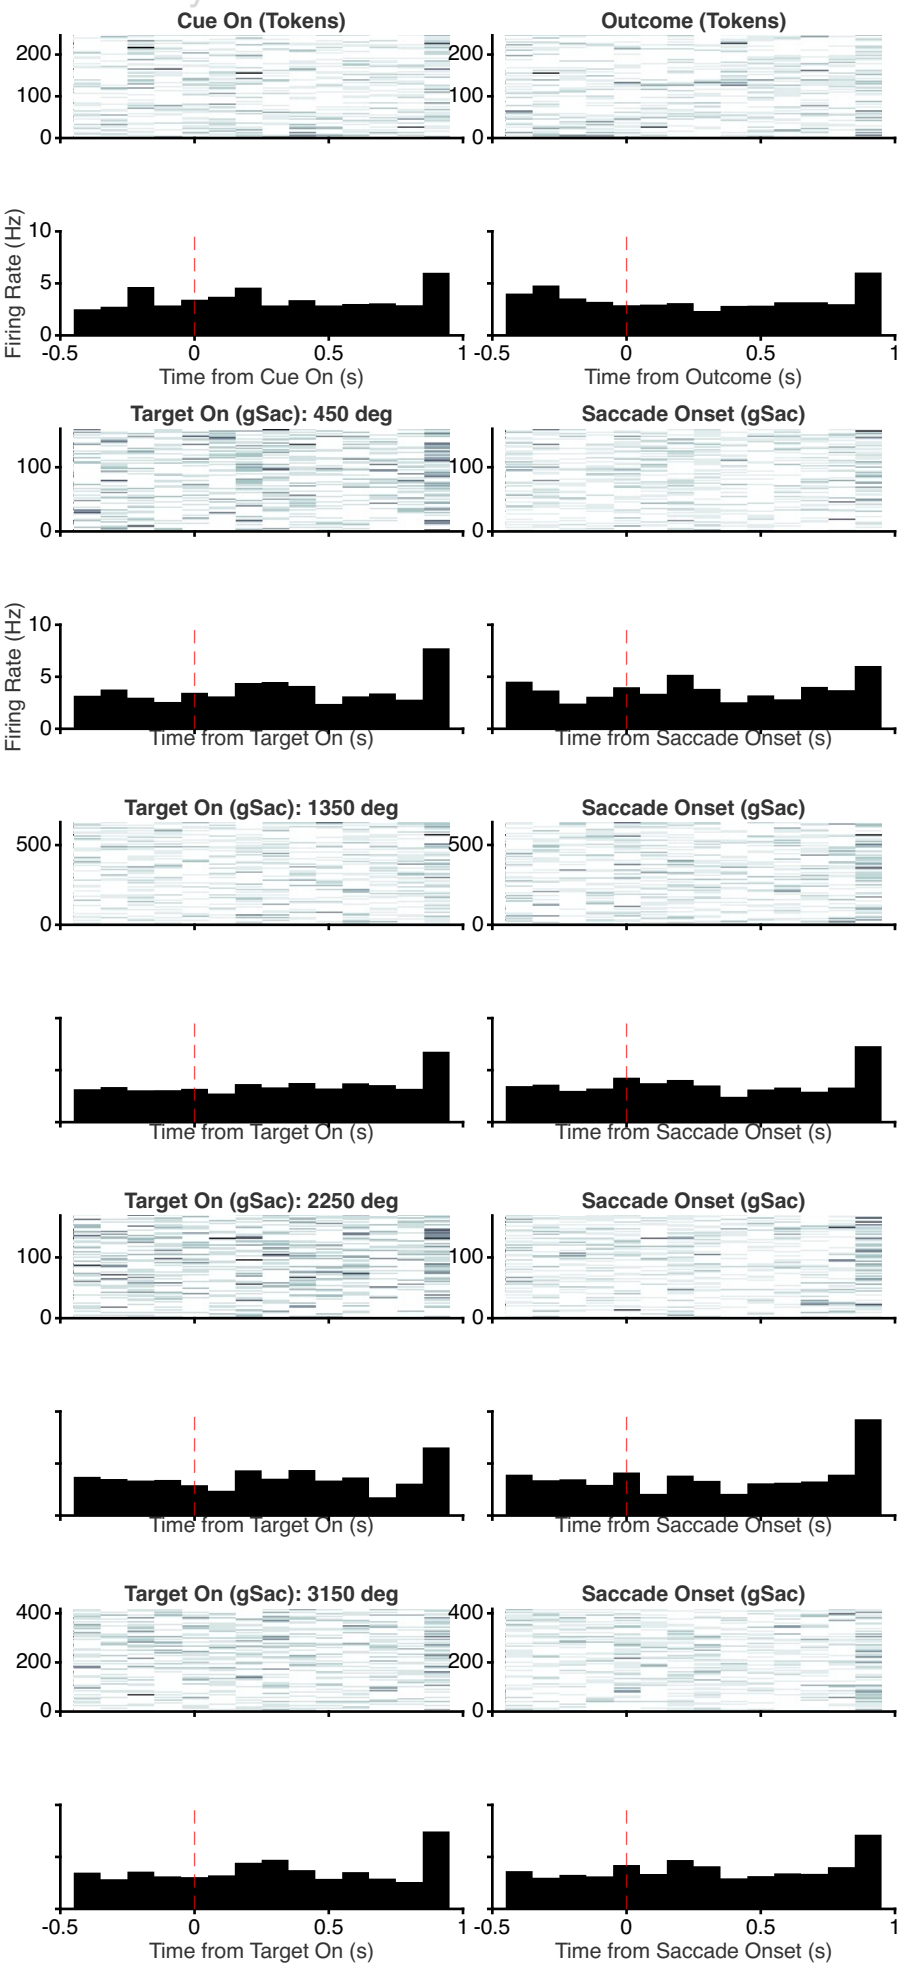 Cue On (Tokens) Outcome (Tokens)
200 200
100 100
0 0
Firing Rate (Hz)
10
5
0
-0.5 0 0.5 1 -0.5 0 0.5 1
Time from Cue On (s) Time from Outcome (s)
Target On (gSac): 450 deg Saccade Onset (gSac)
100 100
0 0
Firing Rate (Hz)
10
5
0
Time from Target On (s) Time from Saccade Onset (s)
Target On (gSac): 1350 deg Saccade Onset (gSac)
500 500
0 0
Time from Target On (s) Time from Saccade Onset (s)
Target On (gSac): 2250 deg Saccade Onset (gSac)
100 100
0 0
Time from Target On (s) Time from Saccade Onset (s)
Target On (gSac): 3150 deg Saccade Onset (gSac)
400 400
200 200
0 0
-0.5 0 0.5 1 -0.5 0 0.5 1
Time from Target On (s) Time from Saccade Onset (s)